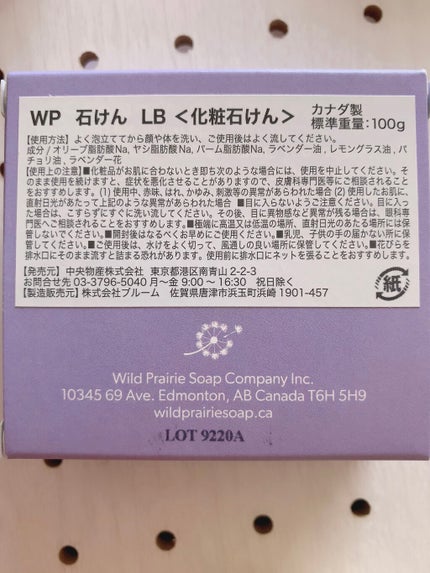 WP 石けん LB <化粧石けん>
カナダ製
標準重量:100g
【使用方法】よく泡立ててから顔や体を洗い、ご使用後はよく流してください。
成分/オリーブ脂肪酸Na、ヤシ脂肪酸Na、パーム脂肪酸Na、ラベンダー油、レモングラス油、パ
チョリ油、ラベンダー花
【使用上の注意】■化粧品がお肌に合わないとき即ち次のような場合には、使用を中止してください。そ
のまま使用を続けますと、症状を悪化させることがありますので、皮膚科専門医等にご相談されること
をおすすめします。(1)使用中、赤味、はれ、かゆみ、刺激等の異常があらわれた場合(2)使用したお肌に、
直射日光があたって上記のような異常があらわれた場合 ■目に入らないようご注意ください。目に入っ
た場合は、こすらずにすぐに洗い流してください。その後、目に異物感など異常が残る場合は、眼科専
門医へご相談されることをおすすめします。■極端に高温又は低温の場所、直射日光のあたる場所には保
管しないでください。■開封後はなるべくお早めにご使用ください。■乳児、子供の手の届かない所に保
管してください。■ご使用後は、水けをよく切って、風通しの良い場所に保管してください。■花びらを
排水口にそのまま流すと詰まる恐れがあります。使用前に排水口にネットを張ることをおすすめします。
【発売元】中央物産株式会社 東京都港区南青山2-2-3
お問合せ先 03-3796-5040 月〜金 9:00 〜 16:30 祝日除く
【製造販売元】株式会社ブルーム 佐賀県唐津市浜玉町浜崎 1901-457
紙
Wild Prairie Soap Company Inc.
10345 69 Ave. Edmonton, AB Canada T6H 5H9
wildprairiesoap.ca
LOT 9220A